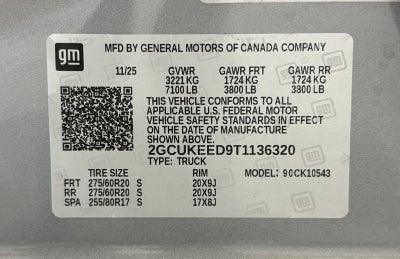 gm
MFD BY GENERAL MOTORS OF CANADA COMPANY
11/25 GVWR GAWR FRT GAWR RR
3221 KG 1724 KG 1724 KG
7100 LB 3800 LB 3800 LB
THIS VEHICLE CONFORMS TO ALL
APPLICABLE U.S. FEDERAL MOTOR
VEHICLE SAFETY STANDARDS IN EFFECT
ON THE DATE OF MANUFACTURE
SHOWN ABOVE.
2GCUKEED9T1136320
TYPE: TRUCK
TIRE SIZE RIM MODEL: 90CK10543
FRT 275/60R20 S 20X9J
RR 275/60R20 S 20X9J
SPA 255/80R17 S 17X8J